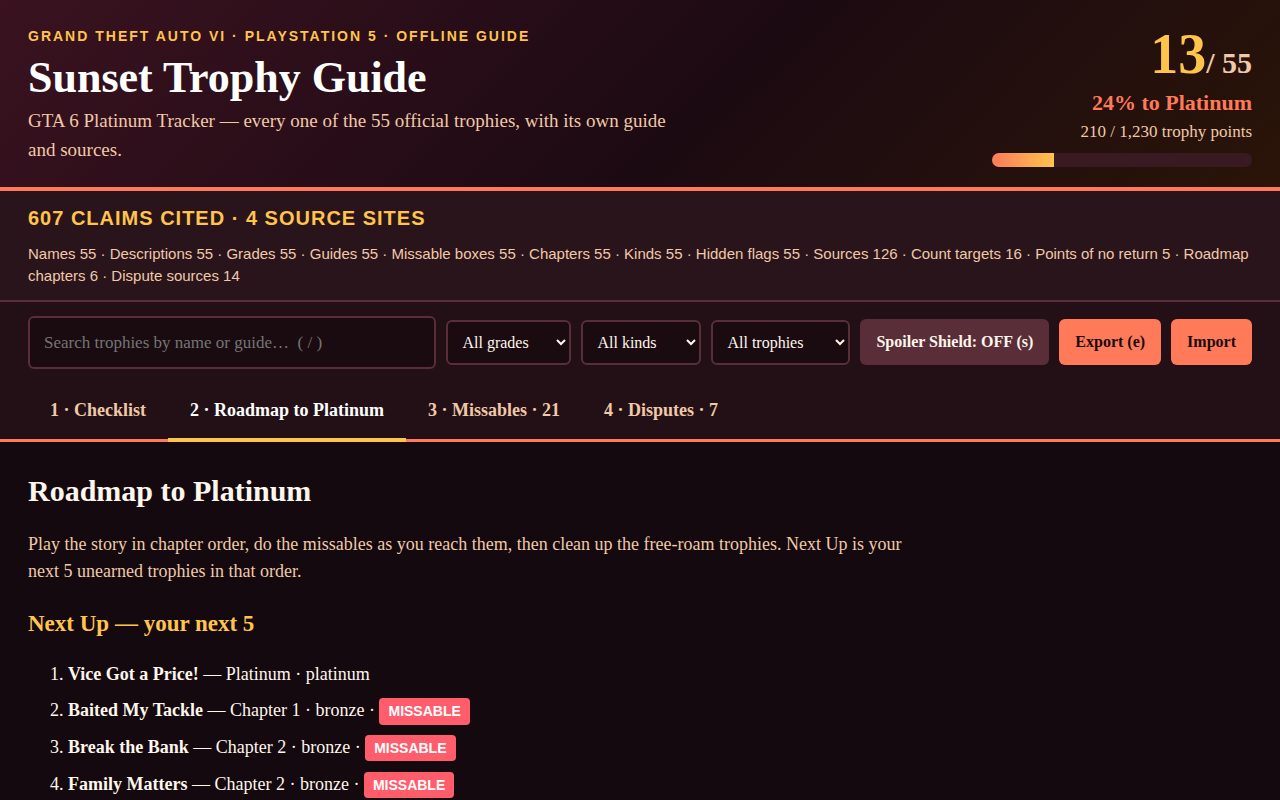 GRAND THEFT AUTO VI · PLAYSTATION 5 · OFFLINE GUIDE
Sunset Trophy Guide
GTA 6 Platinum Tracker — every one of the 55 official trophies, with its own guide
and sources.
13 / 55
24% to Platinum
210 / 1,230 trophy points
607 CLAIMS CITED · 4 SOURCE SITES
Names 55 · Descriptions 55 · Grades 55 · Guides 55 · Missable boxes 55 · Chapters 55 · Kinds 55 · Hidden flags 55 · Sources 126 · Count targets 16 · Points of no return 5 · Roadmap
chapters 6 · Dispute sources 14
Search trophies by name or guide… ( / )
All grades
All kinds
All trophies
Spoiler Shield: OFF (s)
Export (e)
Import
1 · Checklist
2 · Roadmap to Platinum
3 · Missables · 21
4 · Disputes · 7
Roadmap to Platinum
Play the story in chapter order, do the missables as you reach them, then clean up the free-roam trophies. Next Up is your
next 5 unearned trophies in that order.
Next Up — your next 5
1. Vice Got a Price! — Platinum · platinum
2. Baited My Tackle — Chapter 1 · bronze · MISSABLE
3. Break the Bank — Chapter 2 · bronze · MISSABLE
4. Family Matters — Chapter 2 · bronze · MISSABLE